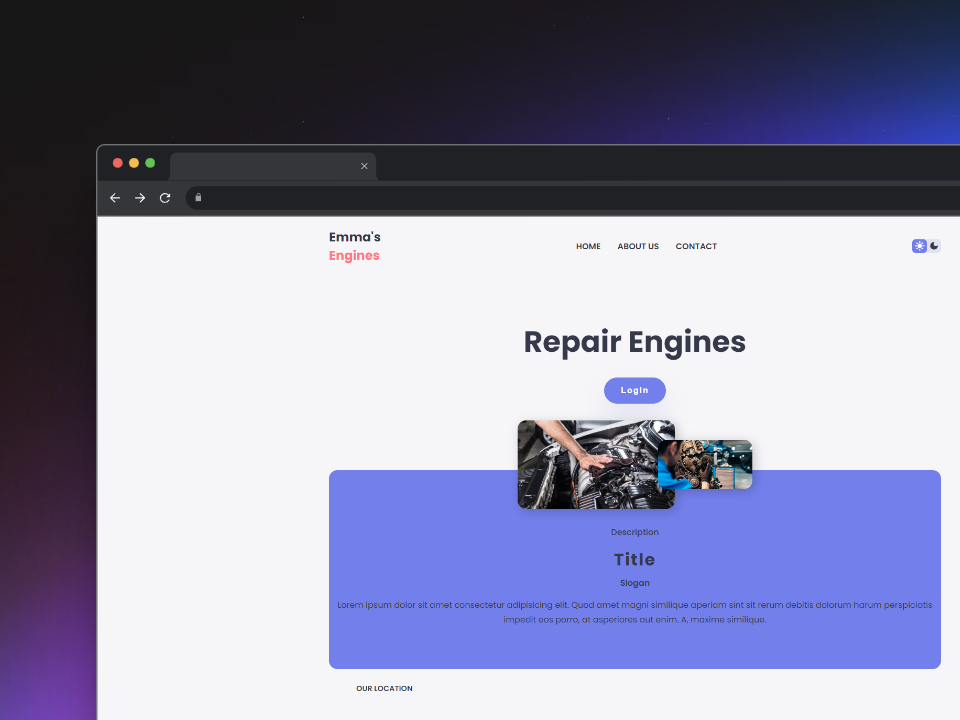 Emma's
Engines
HOME ABOUT US CONTACT
Repair Engines
LogIn
Description
Title
Slogan
Lorem ipsum dolor sit amet consectetur adipisicing elit. Quod amet magni similique aperiam sint sit rerum debitis dolorum harum perspiciatis
impedit eos porro, at asperiores aut enim. A, maxime similique.
OUR LOCATION